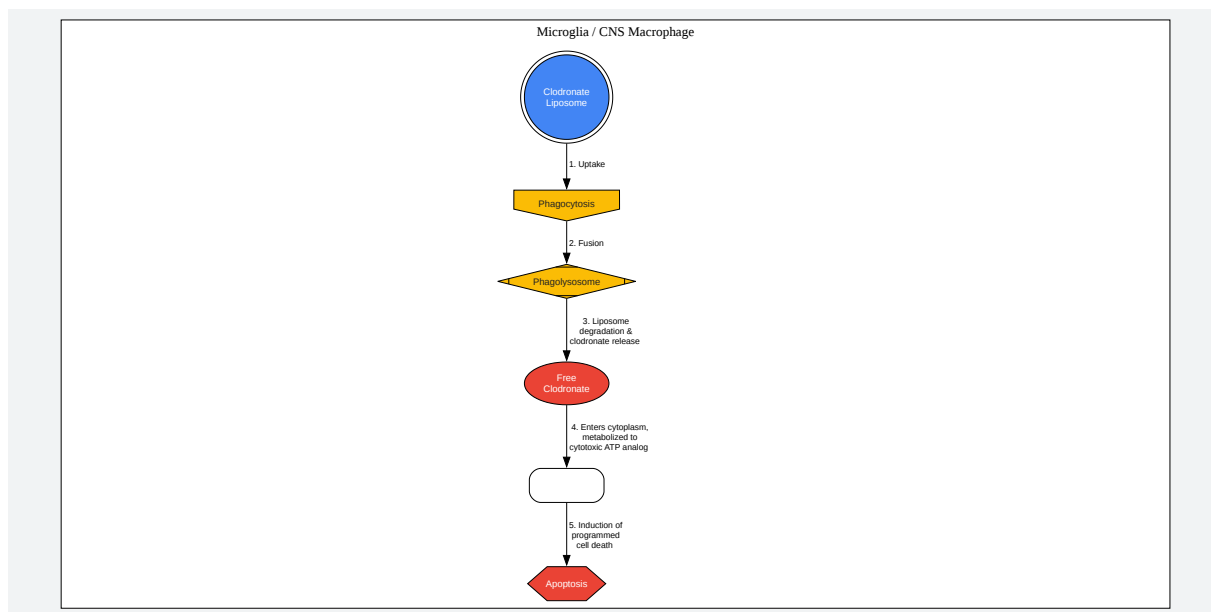 Microglia / CNS Macrophage
Clodronate
Liposome
1. Uptake
Phagocytosis
2. Fusion
Phagolysosome
3. Liposome
degradation &
clodronate release
Free
Clodronate
4. Enters cytoplasm,
metabolized to
cytotoxic ATP analog
5. Induction of
programmed
cell death
Apoptosis